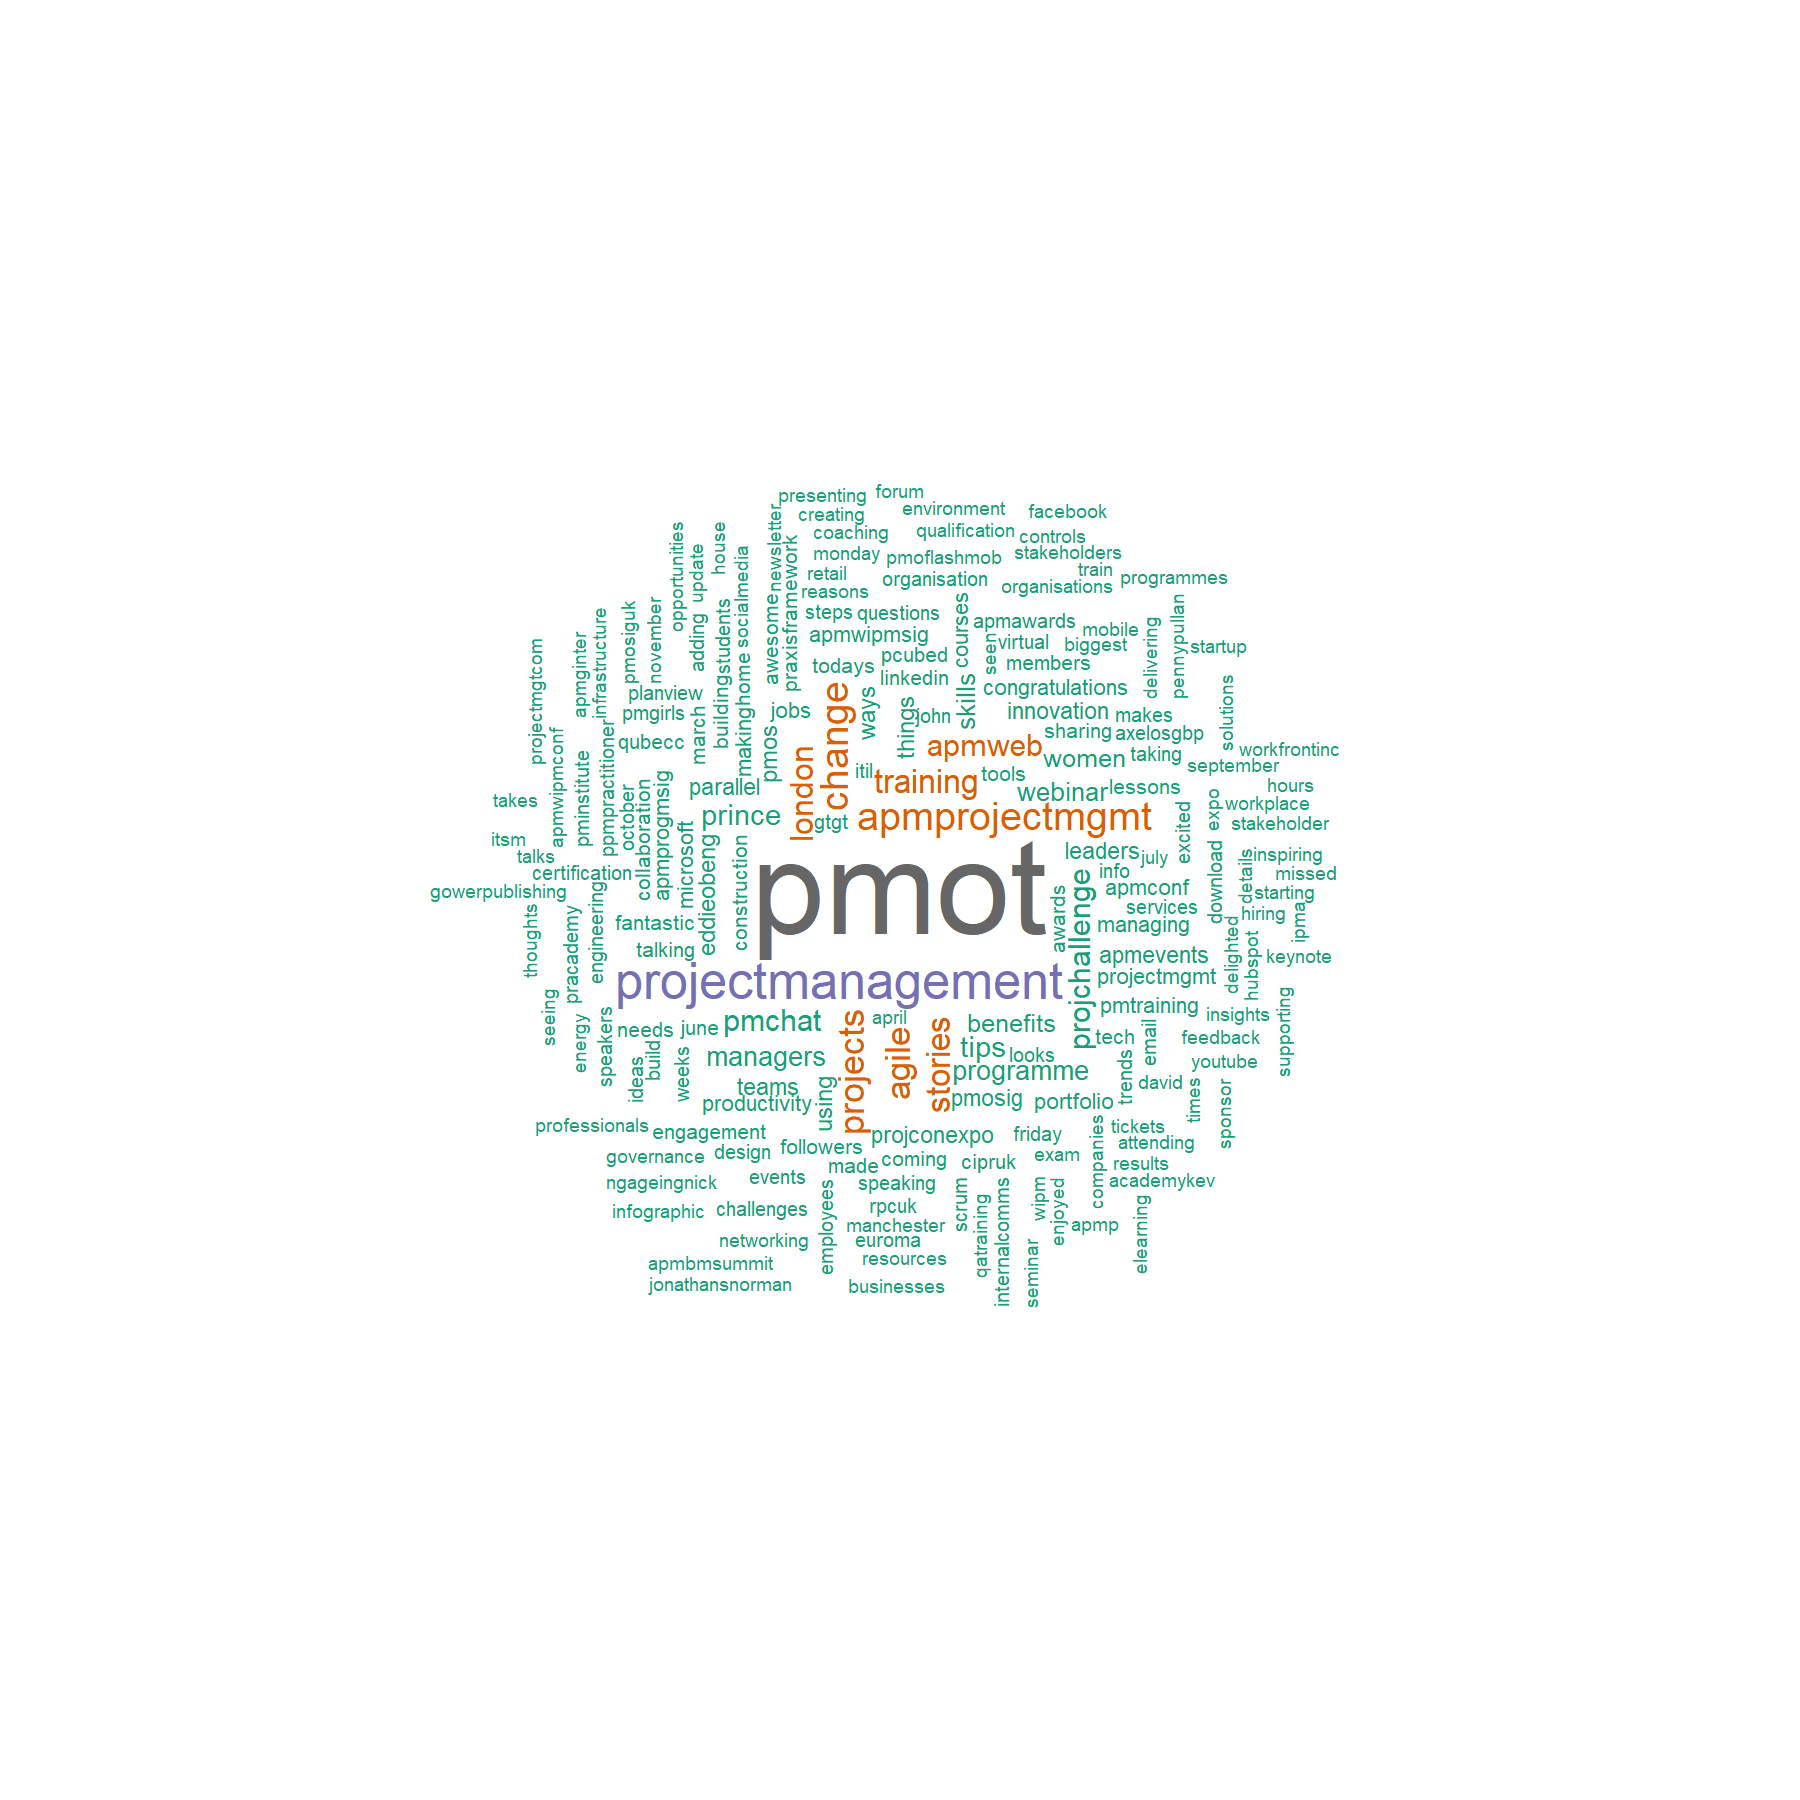 presenting
forum
creating
environment
facebook
coaching
qualification
controls
monday
pmoflashmob
stakeholders
retail
organisation
train
programmes
reasons
organisations
newsletter
praxisframework
awesome
opportunities
update
house
socialmedia
adding
buildingstudents
makinghome
november
pmosiguk
infrastructure
apmginter
projectmgtcom
steps
questions
courses
apmawards
mobile
delivering
pennypullan
apmwipmsig
seen
virtual
biggest
startup
todays
pcubed
members
linkedin
skills
congratulations
planview
pmgirls
march
jobs
change
ways
things
john
innovation
makes
solutions
qubecc
pmos
london
apmweb
sharing
axelosgbp
women
taking
workfrontinc
september
itil
training
tools
webinar
lessons
hours
takes
apmwipmconf
pminstitute
ppmpractitioner
october
collaboration
apmprogmsig
parallel
prince
gtgt
apmprojectmgmt
excited
expo
workplace
stakeholder
itsm
talks
certification
gowerpublishing
microsoft
eddieobeng
construction
pmot
leaders
july
info
apmconf
download
details
inspiring
missed
starting
services
hiring
ipma
thoughts
pracademy
engineering
fantastic
talking
awards
projchallenge
managing
delighted
hubspot
apmevents
keynote
projectmanagement
projectmgmt
seeing
energy
speakers
needs
june
pmchat
projects
april
agile
stories
benefits
pmtraining
insights
supporting
ideas
build
weeks
managers
tips
looks
tech
email
feedback
teams
programme
trends
david
youtube
productivity
using
pmosig
portfolio
times
sponsor
professionals
engagement
projconexpo
friday
companies
tickets
governance
design
followers
attending
made
coming
cipruk
exam
results
ngageingnick
events
speaking
academykev
infographic
challenges
employees
rpcuk
scrum
qatraining
internalcomms
wipm
enjoyed
apmp
elearning
manchester
networking
euroma
apmbmsummit
resources
seminar
jonathansnorman
businesses